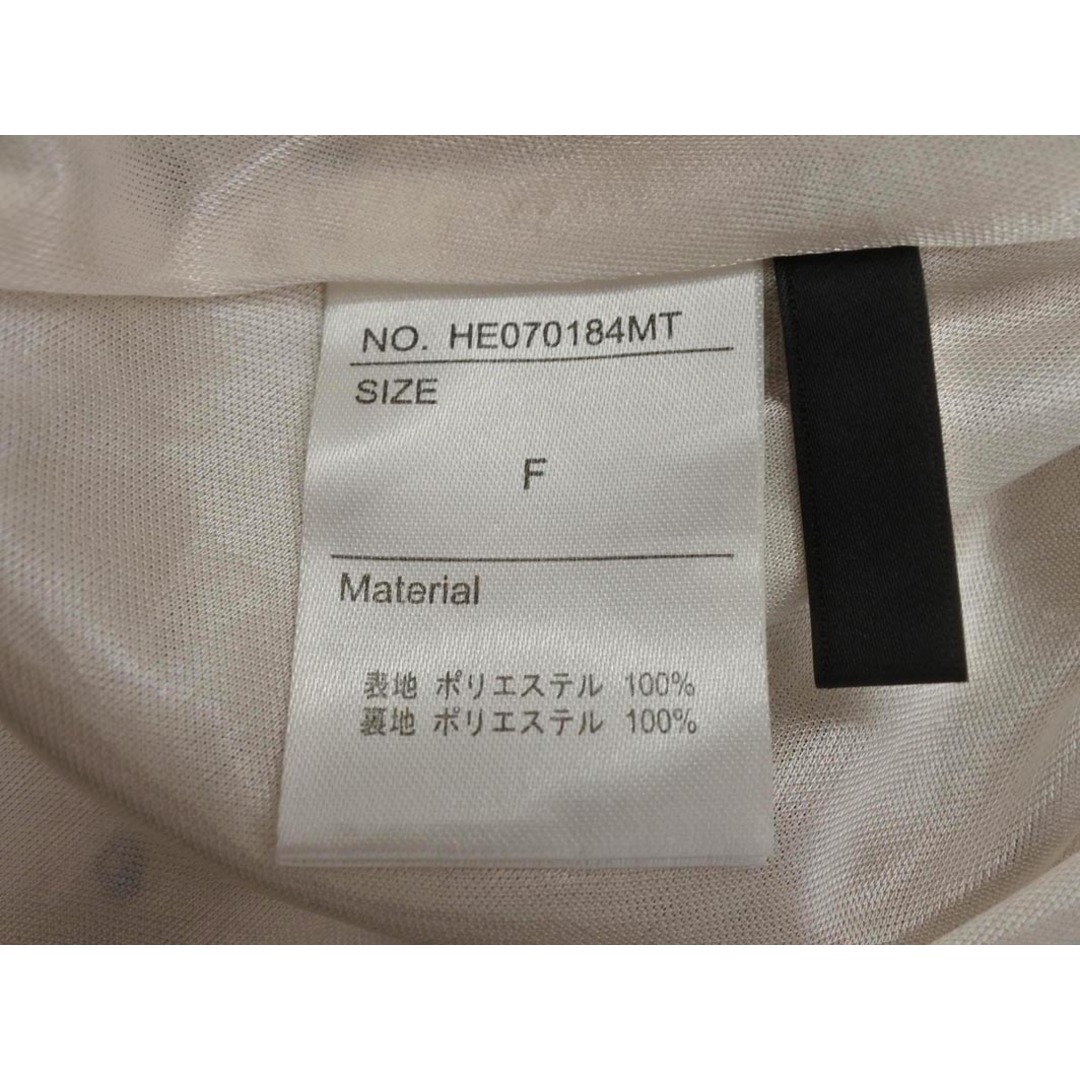 NO. HE070184MT
SIZE
F
Material
表地 ポリエステル 100%
裏地 ポリエステル 100%